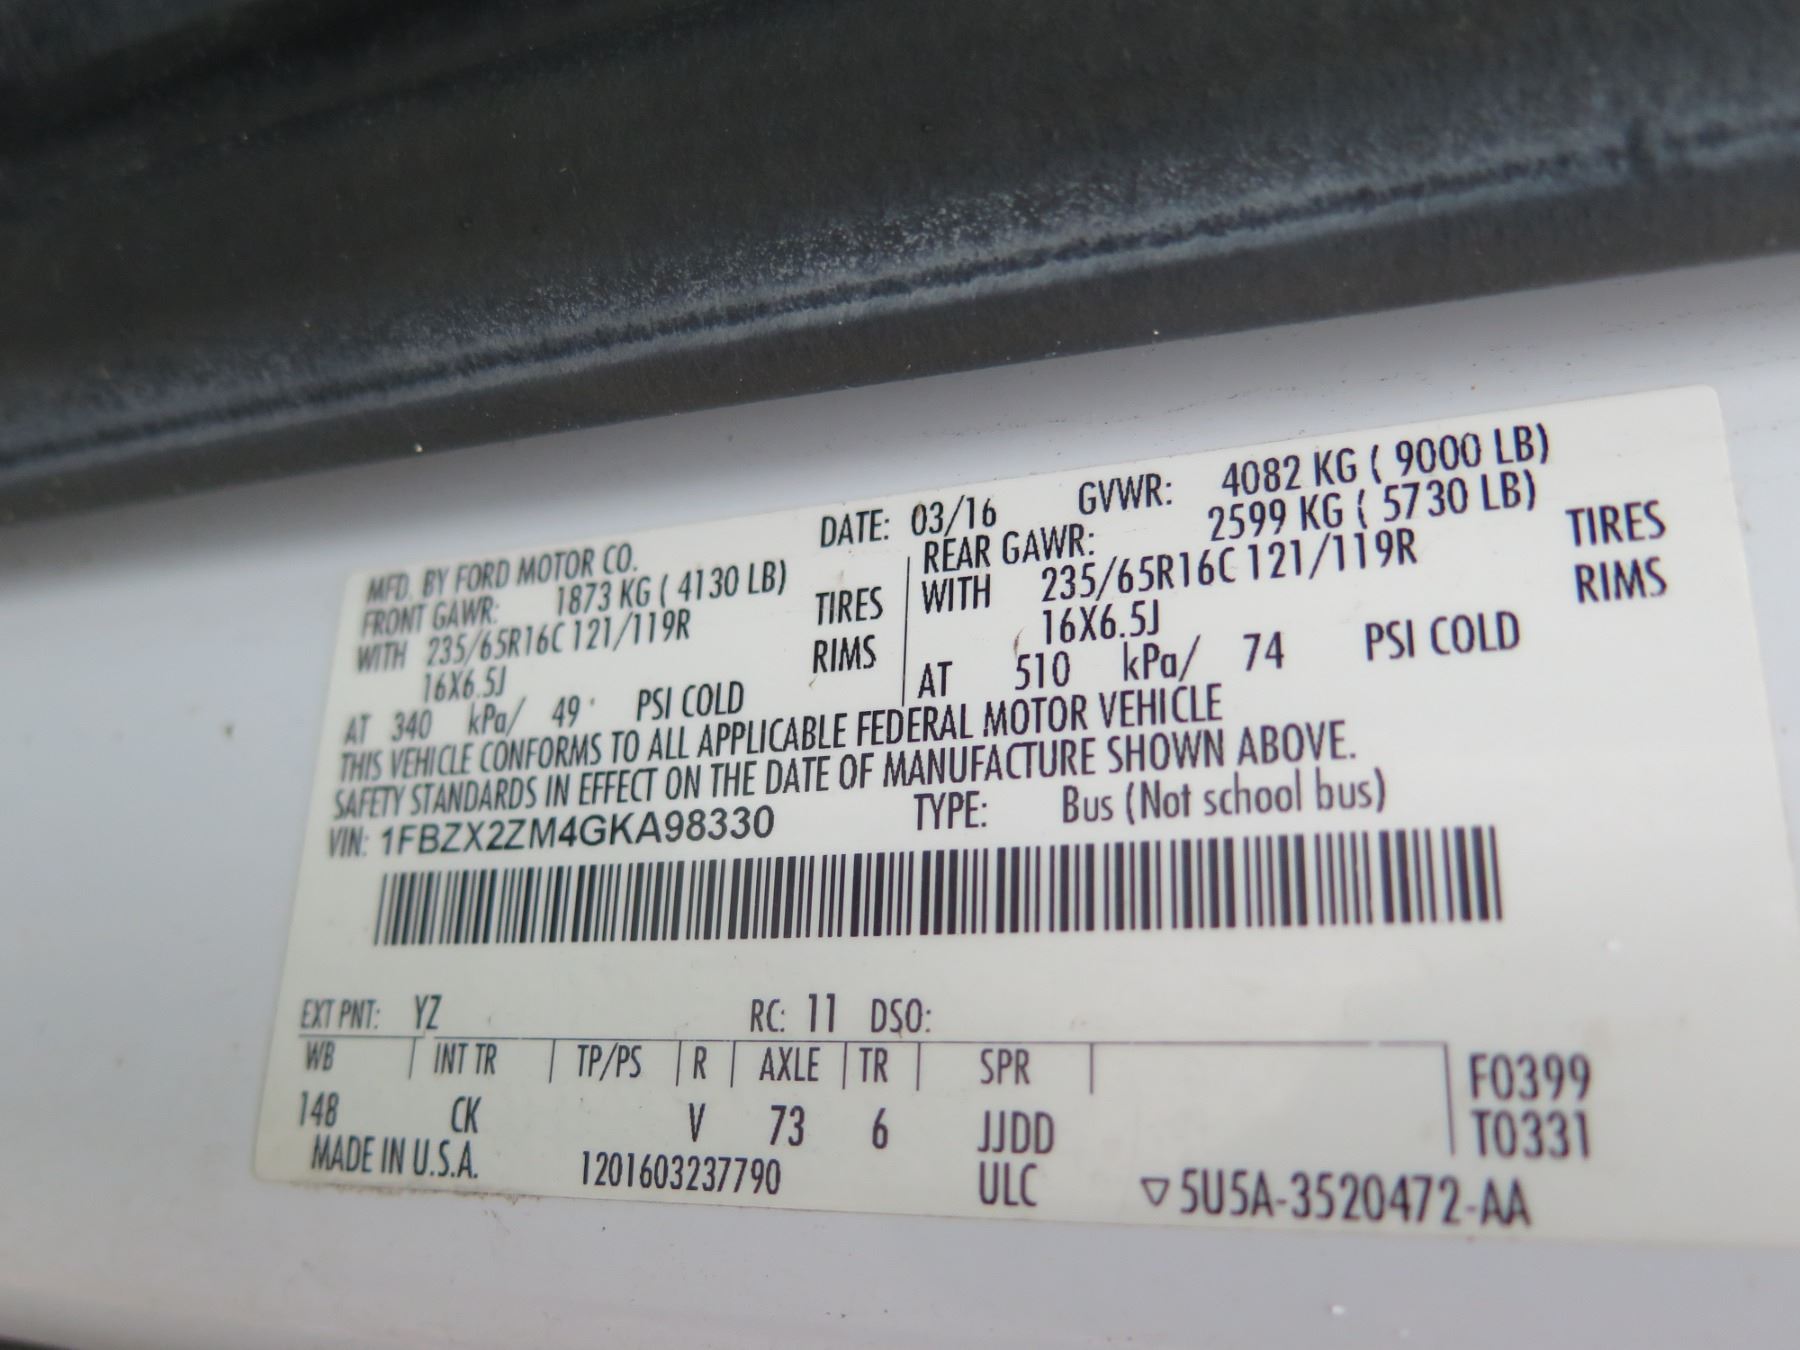 MFD. BY FORD MOTOR CO. DATE: 03/16 GVWR: 4082 KG ( 9000 LB)
FRONT GAWR: 1873 KG ( 4130 LB) REAR GAWR: 2599 KG ( 5730 LB)
WITH 235/65R16C 121/119R TIRES WITH 235/65R16C 121/119R TIRES
16X6.5J RIMS 16X6.5J RIMS
AT 340 kPa/ 49 PSI COLD AT 510 kPa/ 74 PSI COLD
THIS VEHICLE CONFORMS TO ALL APPLICABLE FEDERAL MOTOR VEHICLE
SAFETY STANDARDS IN EFFECT ON THE DATE OF MANUFACTURE SHOWN ABOVE.
VIN: 1FBZX2ZM4GKA98330 TYPE: Bus (Not school bus)
EXT PNT: YZ RC: 11 DSO:
WB INT TR TP/PS R AXLE TR SPR F0399
148 CK V 73 6 JJDD T0331
MADE IN U.S.A. 1201603237790 ULC ▽5U5A-3520472-AA